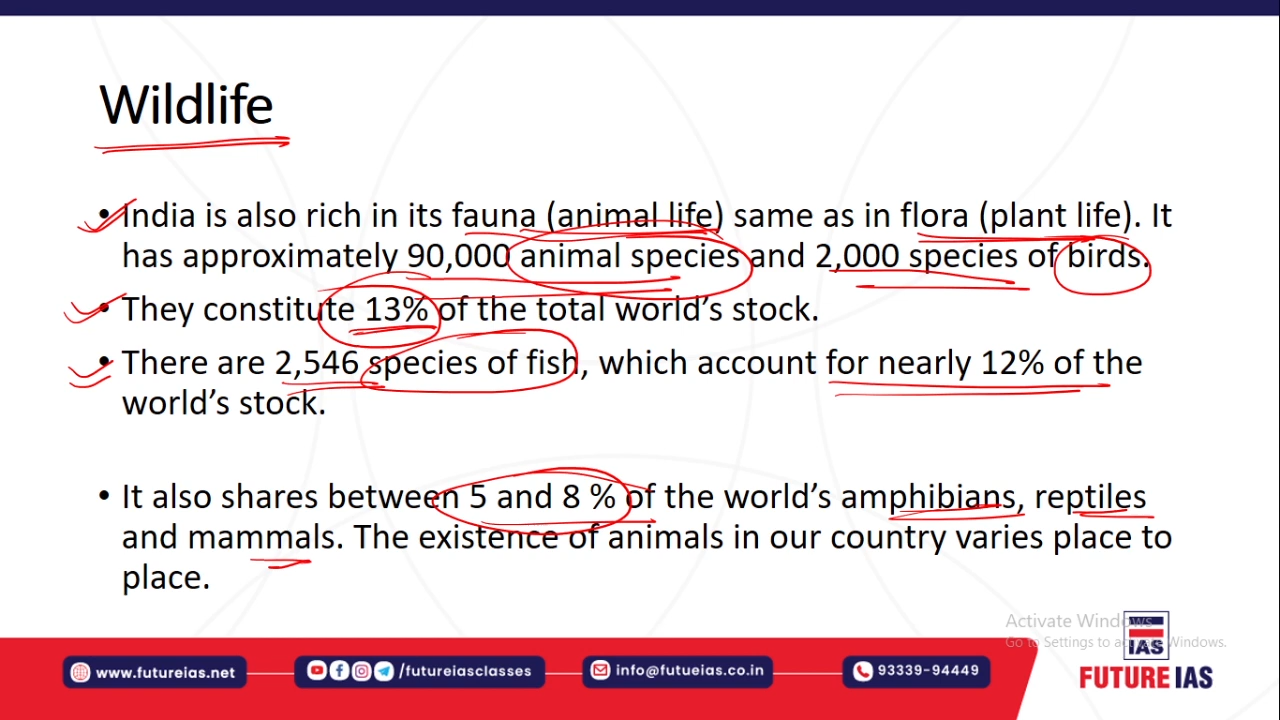 Wildlife
• India is also rich in its fauna (animal life) same as in flora (plant life). It
has approximately 90,000 animal species and 2,000 species of birds.
• They constitute 13% of the total world's stock.
• There are 2,546 species of fish, which account for nearly 12% of the
world's stock.
• It also shares between 5 and 8 % of the world's amphibians, reptiles
and mammals. The existence of animals in our country varies place to
place.
Activate Windows
Go to Settings to activate Windows.
IAS
www.futureias.net
/futureiasclasses
info@futueias.co.in
93339-94449
FUTURE IAS